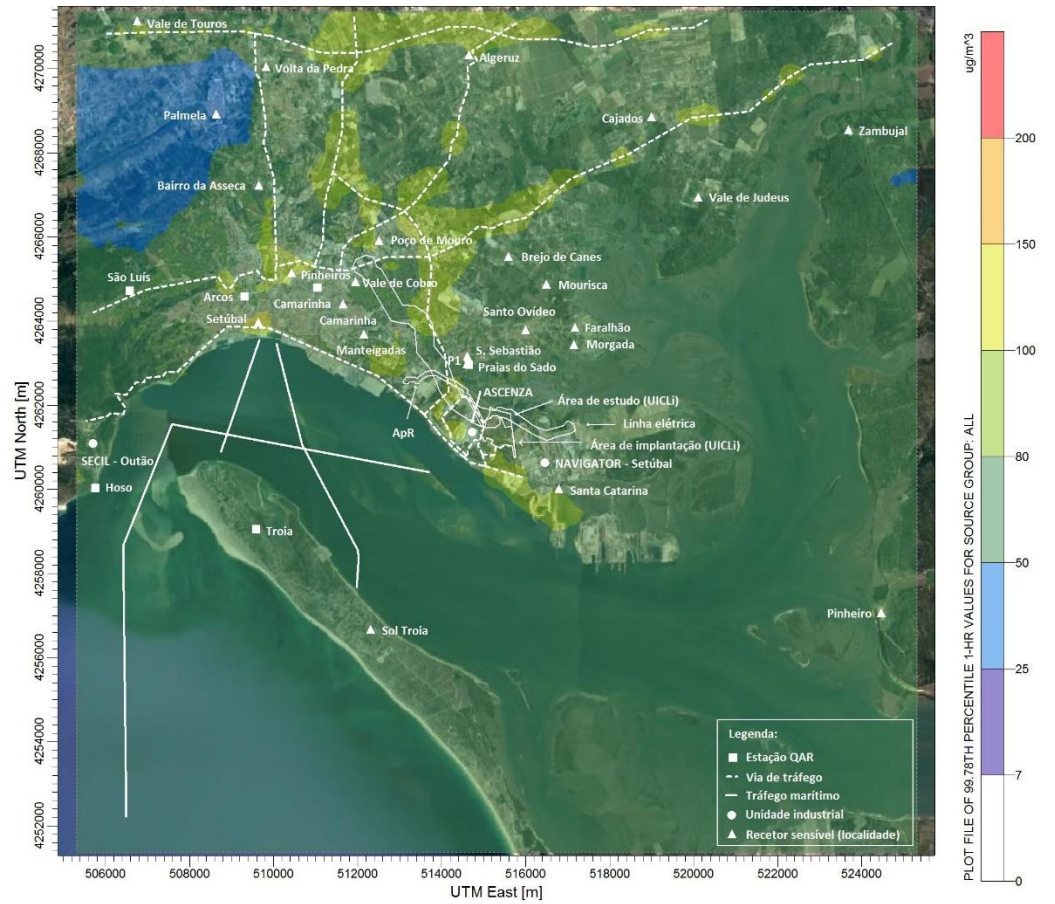 Vale de Touros
Volta da Pedra
Algeruz
Palmela
Cajados
Zambujal
Bairro da Asseca
Vale de Judeus
Poço de Mouro
Brejo de Canes
São Luís
Pinheiros
Vale de Cobro
Mourisca
Arcos
Camarinha
Setúbal
Camarinha
Santo Ovídeo
Faralhão
Manteigadas
Morgada
P1
S. Sebastião
Praias do Sado
ASCENZA
Área de estudo (UICLi)
ApR
Linha elétrica
Área de implantação (UICLi)
SECIL - Outão
NAVIGATOR - Setúbal
Hoso
Santa Catarina
Troia
Pinheiro
Sol Troia
Legenda:
Estação QAR
Via de tráfego
Tráfego marítimo
Unidade industrial
Recetor sensível (localidade)
UTM North [m]
4270000
4268000
4266000
4264000
4262000
4260000
4258000
4256000
4254000
4252000
506000 508000 510000 512000 514000 516000 518000 520000 522000 524000
UTM East [m]
PLOT FILE OF 99.78TH PERCENTILE 1-HR VALUES FOR SOURCE GROUP: ALL
ug/m^3
200
150
100
80
50
25
7
0